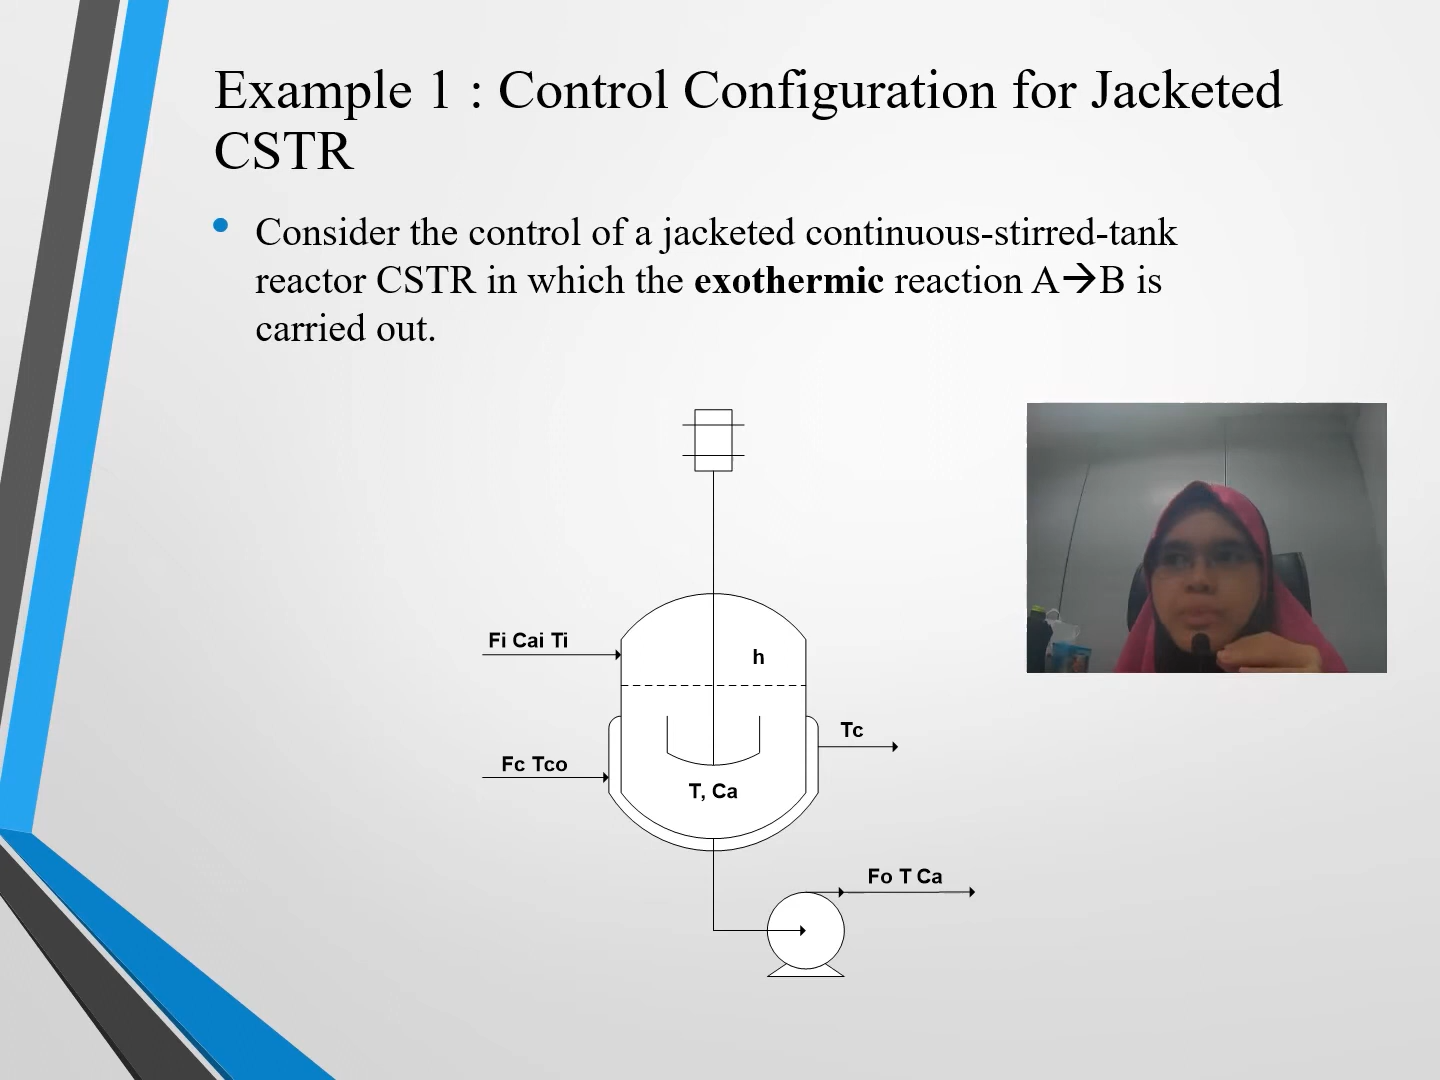 Example 1 : Control Configuration for Jacketed
CSTR
• Consider the control of a jacketed continuous-stirred-tank
reactor CSTR in which the exothermic reaction A→B is
carried out.
Fi Cai Ti
h
Tc
Fc Tco
T, Ca
Fo T Ca